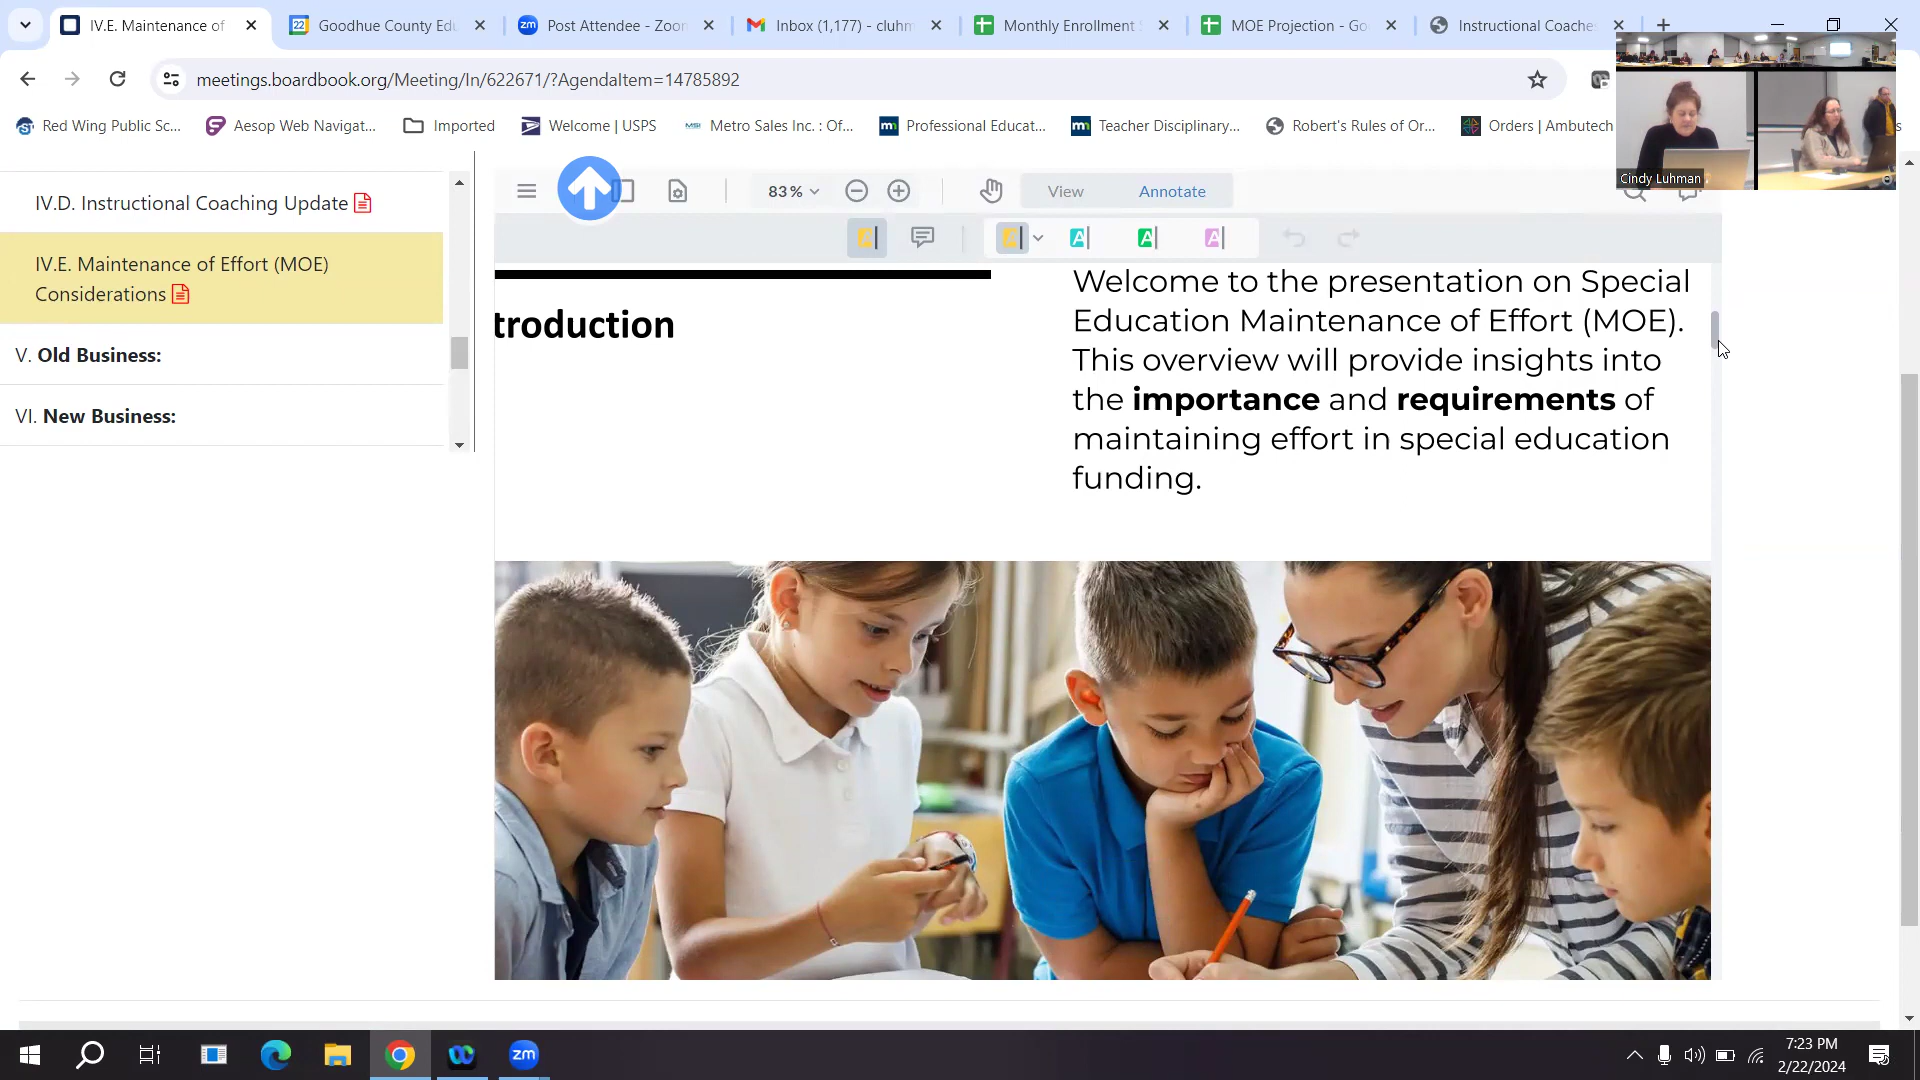 IV.E. Maintenance of
Goodhue County Edu
Post Attendee - Zoom
Inbox (1,177) - cluhm
Monthly Enrollment
MOE Projection - Go
Instructional Coache
meetings.boardbook.org/Meeting/In/622671/?AgendaItem=14785892
Red Wing Public Sc...
Aesop Web Navigat...
Imported
Welcome | USPS
Metro Sales Inc. : Of...
Professional Educat...
Teacher Disciplinary...
Robert's Rules of Or...
Orders | Ambutech
Cindy Luhman
IV.D. Instructional Coaching Update
IV.E. Maintenance of Effort (MOE)
Considerations
V. Old Business:
VI. New Business:
83%
View
Annotate
troduction
Welcome to the presentation on Special
Education Maintenance of Effort (MOE).
This overview will provide insights into
the importance and requirements of
maintaining effort in special education
funding.
7:23 PM
2/22/2024